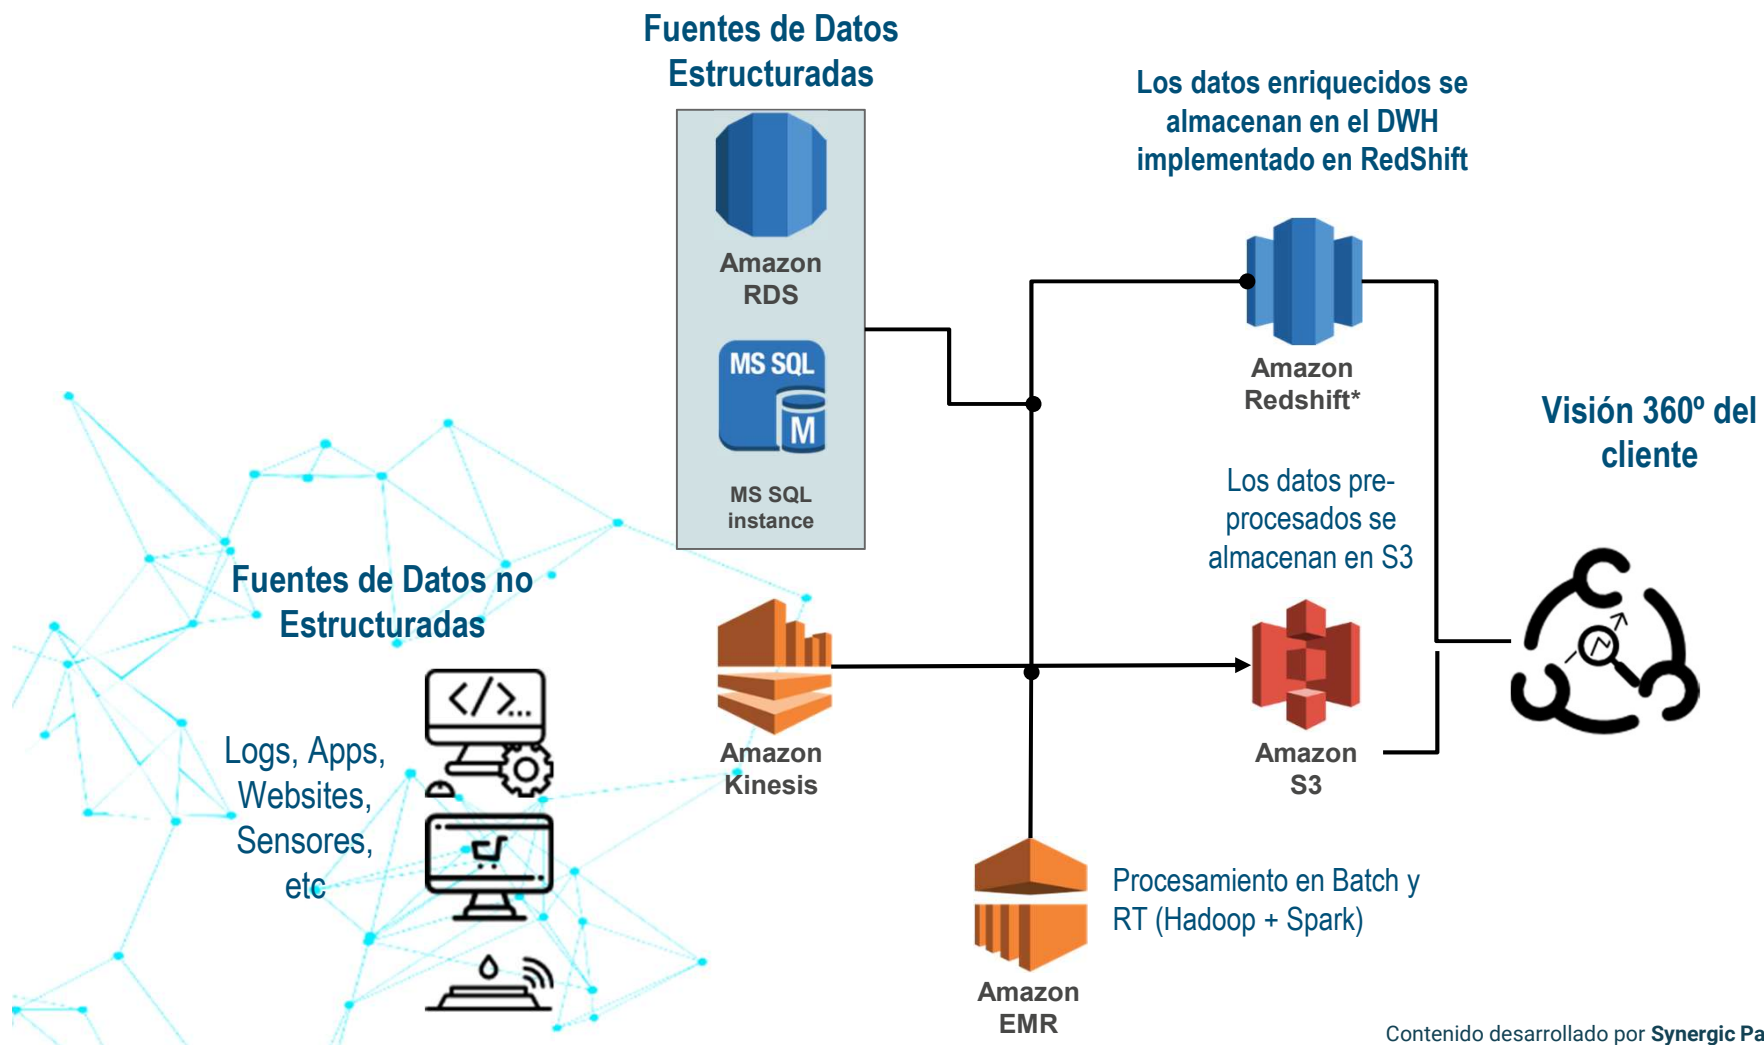 Fuentes de Datos
Estructuradas
Amazon
RDS
MS SQL
M
MS SQL
instance
Los datos enriquecidos se
almacenan en el DWH
implementado en RedShift
Amazon
Redshift*
Visión 360º del
cliente
Los datos pre-
procesados se
almacenan en S3
Amazon
S3
Fuentes de Datos no
Estructuradas
Logs, Apps,
Websites,
Sensores,
etc
</>...
Amazon
Kinesis
Procesamiento en Batch y
RT (Hadoop + Spark)
Amazon
EMR
Contenido desarrollado por Synergic Pa